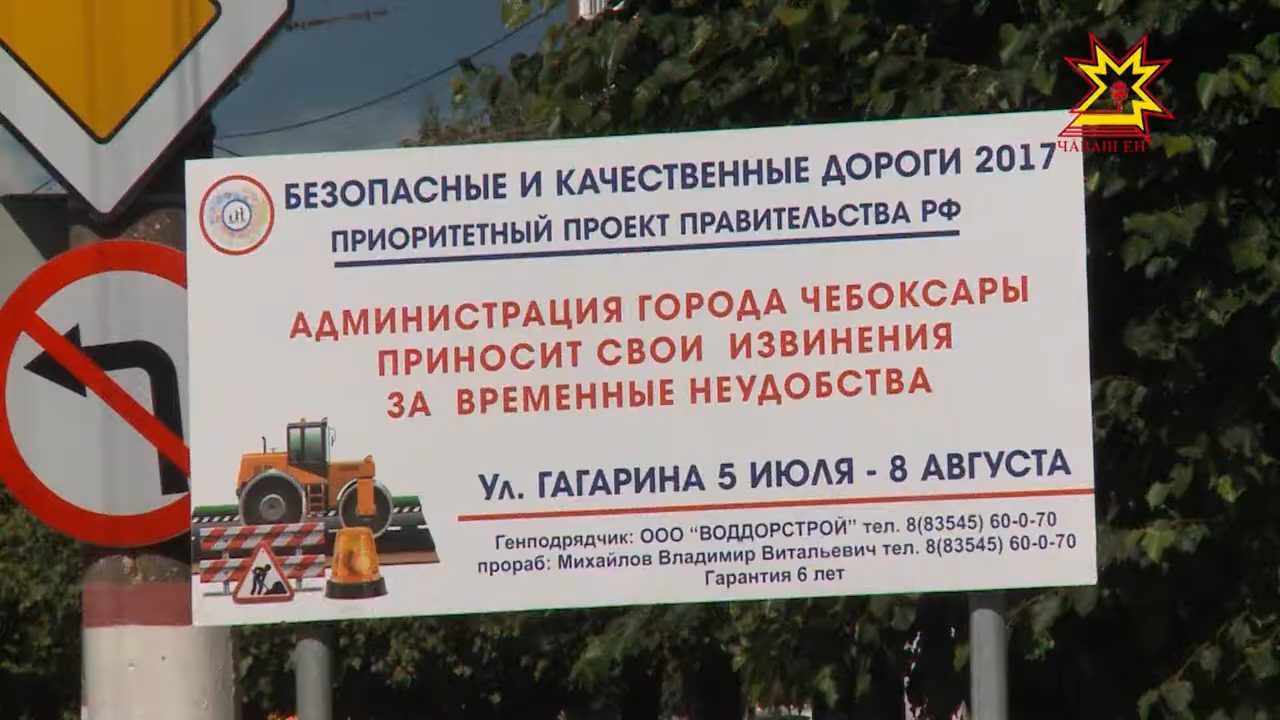 ЧӐВАШ ЕН
БЕЗОПАСНЫЕ И КАЧЕСТВЕННЫЕ ДОРОГИ 2017
ПРИОРИТЕТНЫЙ ПРОЕКТ ПРАВИТЕЛЬСТВА РФ
АДМИНИСТРАЦИЯ ГОРОДА ЧЕБОКСАРЫ
ПРИНОСИТ СВОИ ИЗВИНЕНИЯ
ЗА ВРЕМЕННЫЕ НЕУДОБСТВА
Ул. ГАГАРИНА 5 ИЮЛЯ - 8 АВГУСТА
Генподрядчик: ООО "ВОДДОРСТРОЙ" тел. 8(83545) 60-0-70
прораб: Михайлов Владимир Витальевич тел. 8(83545) 60-0-70
Гарантия 6 лет